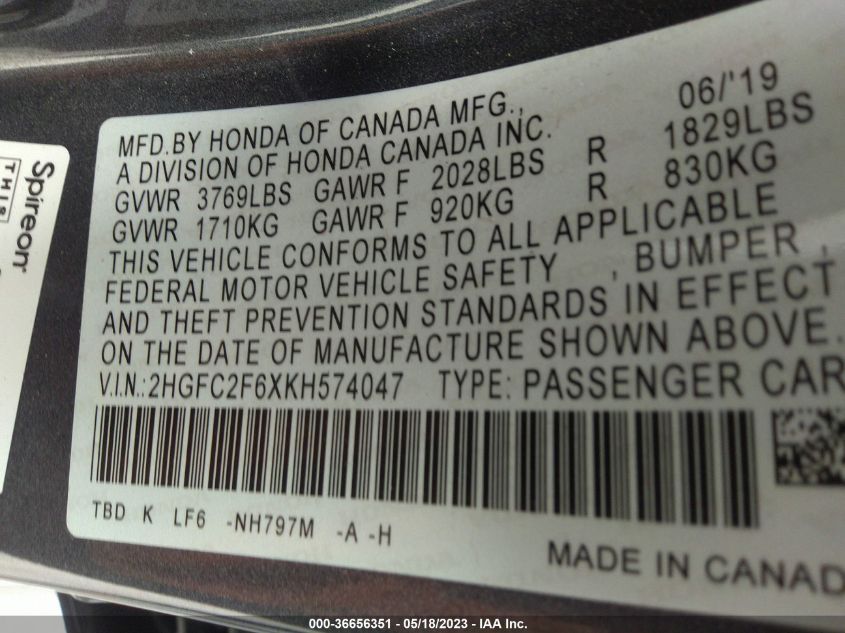 06/'19
MFD.BY HONDA OF CANADA MFG.,
A DIVISION OF HONDA CANADA INC.
GVWR 3769LBS GAWR F 2028LBS R 1829LBS
GVWR 1710KG GAWR F 920KG R 830KG
THIS VEHICLE CONFORMS TO ALL APPLICABLE
FEDERAL MOTOR VEHICLE SAFETY , BUMPER ,
AND THEFT PREVENTION STANDARDS IN EFFECT
ON THE DATE OF MANUFACTURE SHOWN ABOVE.
V.I.N.: 2HGFC2F6XKH574047 TYPE: PASSENGER CAR
TBD K LF6 -NH797M -A -H
MADE IN CANAD
Spireon
THIS
000-36656351 - 05/18/2023 - IAA Inc.